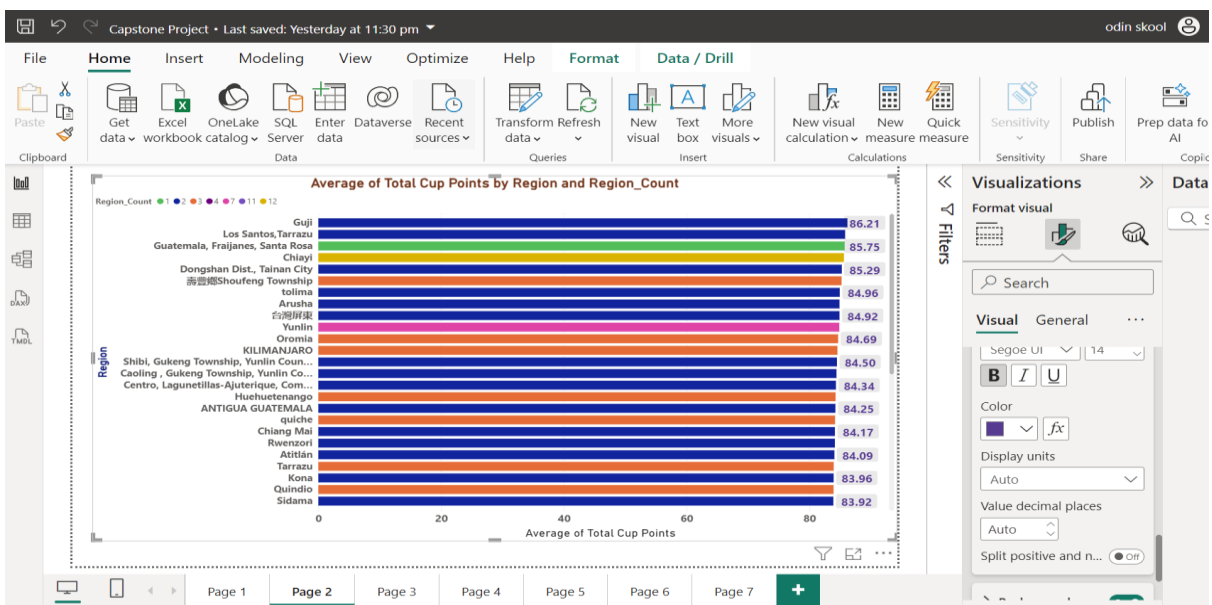 Capstone Project • Last saved: Yesterday at 11:30 pm
odin skool
File Home Insert Modeling View Optimize Help Format Data / Drill
Paste
Get data
Excel workbook
OneLake catalog
SQL Server
Enter data
Dataverse
Recent sources
Transform data
Refresh
New visual
Text box
More visuals
New visual calculation
New measure
Quick measure
Sensitivity
Publish
Prep data fo
AI
Clipboard
Data
Queries
Insert
Calculations
Sensitivity
Share
Copic
DAX
TMDL
Average of Total Cup Points by Region and Region_Count
Region_Count 1 2 3 4 7 11 12
Region
Guji 86.21
Los Santos,Tarrazu
Guatemala, Fraijanes, Santa Rosa 85.75
Chiayi
Dongshan Dist., Tainan City 85.29
壽豐鄉Shoufeng Township
tolima 84.96
Arusha
台灣屏東 84.92
Yunlin
Oromia 84.69
KILIMANJARO
Shibi, Gukeng Township, Yunlin Coun... 84.50
Caoling , Gukeng Township, Yunlin Co...
Centro, Lagunetillas-Ajuterique, Com... 84.34
Huehuetenango
ANTIGUA GUATEMALA 84.25
quiche
Chiang Mai 84.17
Rwenzori
Atitlán 84.09
Tarrazu
Kona 83.96
Quindio
Sidama 83.92
0 20 40 60 80
Average of Total Cup Points
Filters
Visualizations
Format visual
Search
Visual General
Segoe UI 14
B I U
Color
fx
Display units
Auto
Value decimal places
Auto
Split positive and n... Off
Data
Page 1 Page 2 Page 3 Page 4 Page 5 Page 6 Page 7